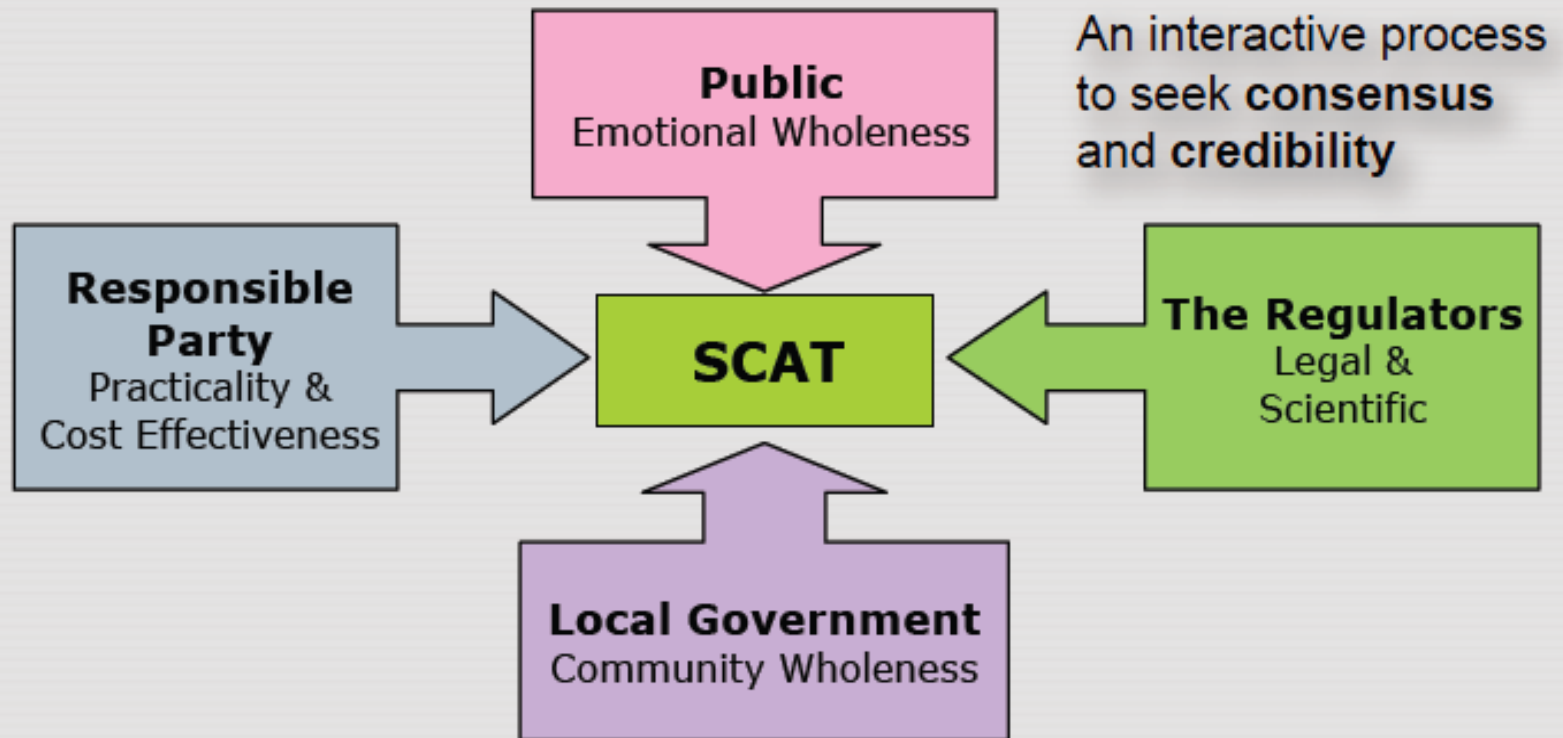 An interactive process
to seek consensus
and credibility
Public
Emotional Wholeness
Responsible
Party
Practicality &
Cost Effectiveness
SCAT
The Regulators
Legal &
Scientific
Local Government
Community Wholeness